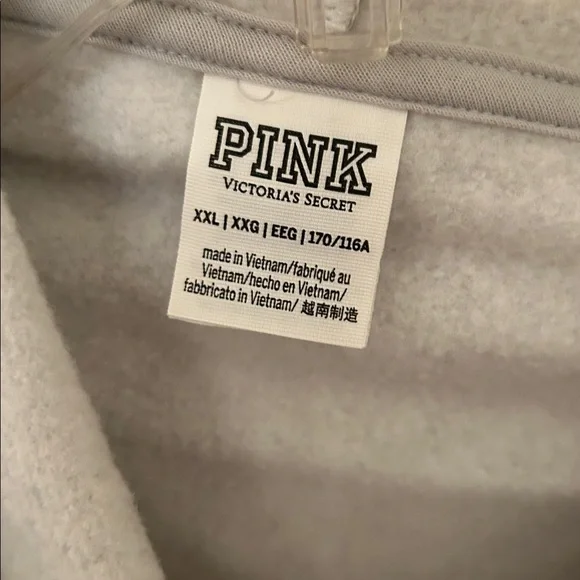 PINK
VICTORIA'S SECRET
XXL | XXG | EEG | 170/116A
made in Vietnam/fabriqué au
Vietnam/hecho en Vietnam/
fabbricato in Vietnam/ 越南制造